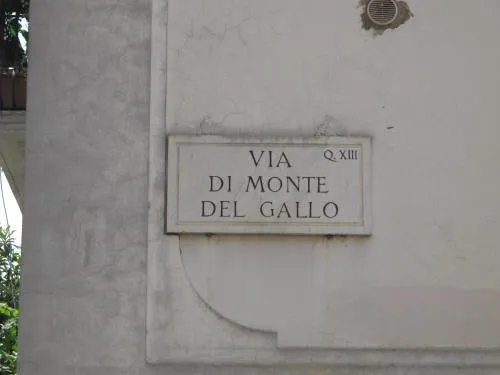 VIA Q. XIII
DI MONTE
DEL GALLO